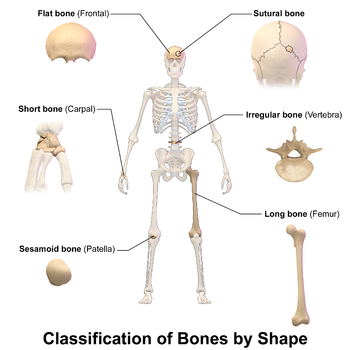 Flat bone (Frontal)
Sutural bone
Short bone (Carpal)
Irregular bone (Vertebra)
Long bone (Femur)
Sesamoid bone (Patella)
Classification of Bones by Shape